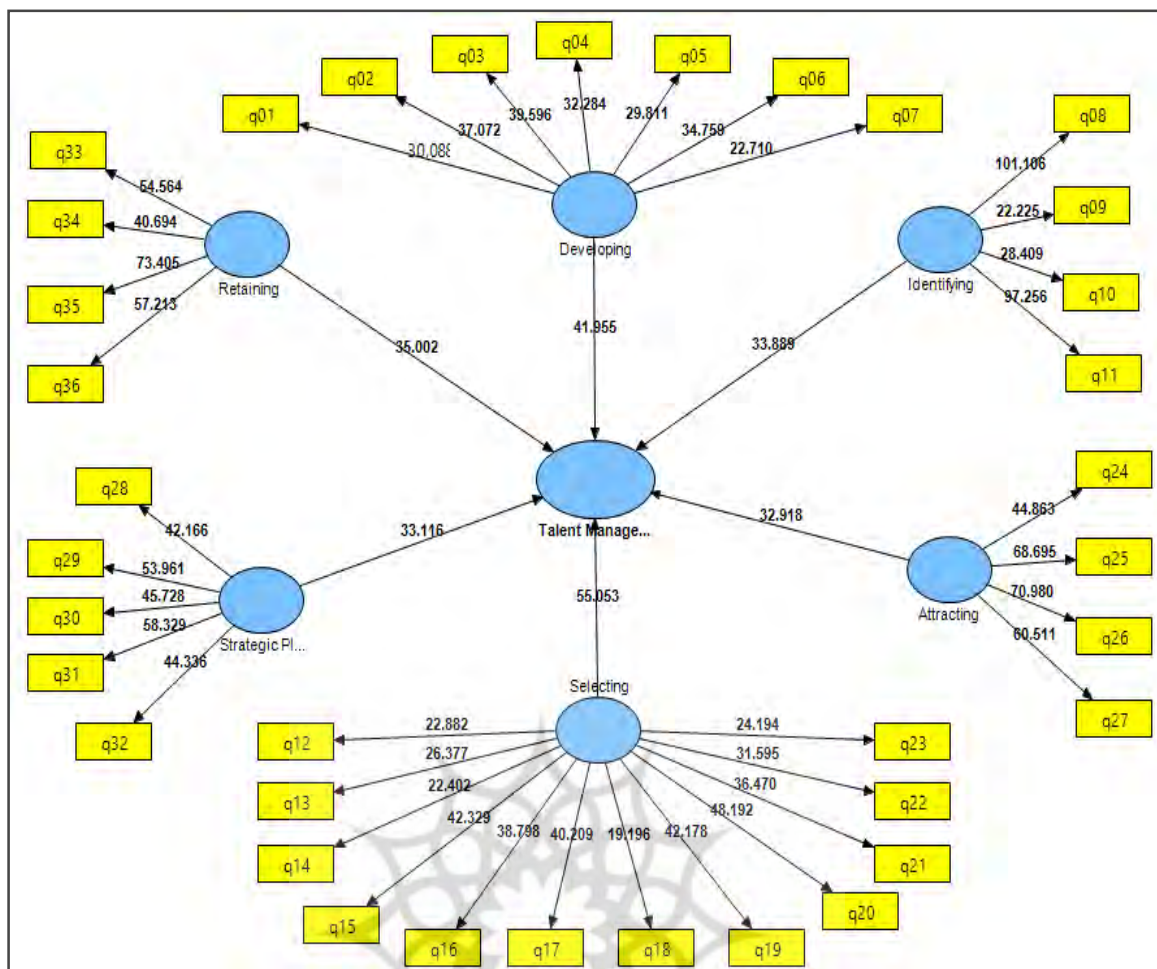 q04
q03
q05
q02
q06
q01
q07
q08
39.596
32.284
29.811
37.072
34.759
30.088
22.710
q33
101.106
54.564
q09
22.225
q34
40.694
28.409
73.405
Developing
q10
Retaining
Identifying
q35
57.213
97.256
41.955
35.002
33.889
q36
q11
q28
q24
42.166
33.116
Talent Manage...
32.918
44.863
q29
53.961
68.695
q25
q30
45.728
55.053
70.980
58.329
Attracting
60.511
q26
q31
44.336
Strategic Pl...
Selecting
q27
q32
q12
22.882
24.194
q23
26.377
31.595
q13
22.402
36.470
q22
42.329
38.798
40.209
19.196
42.178
48.192
q14
q21
q15
q20
q16
q17
q18
q19